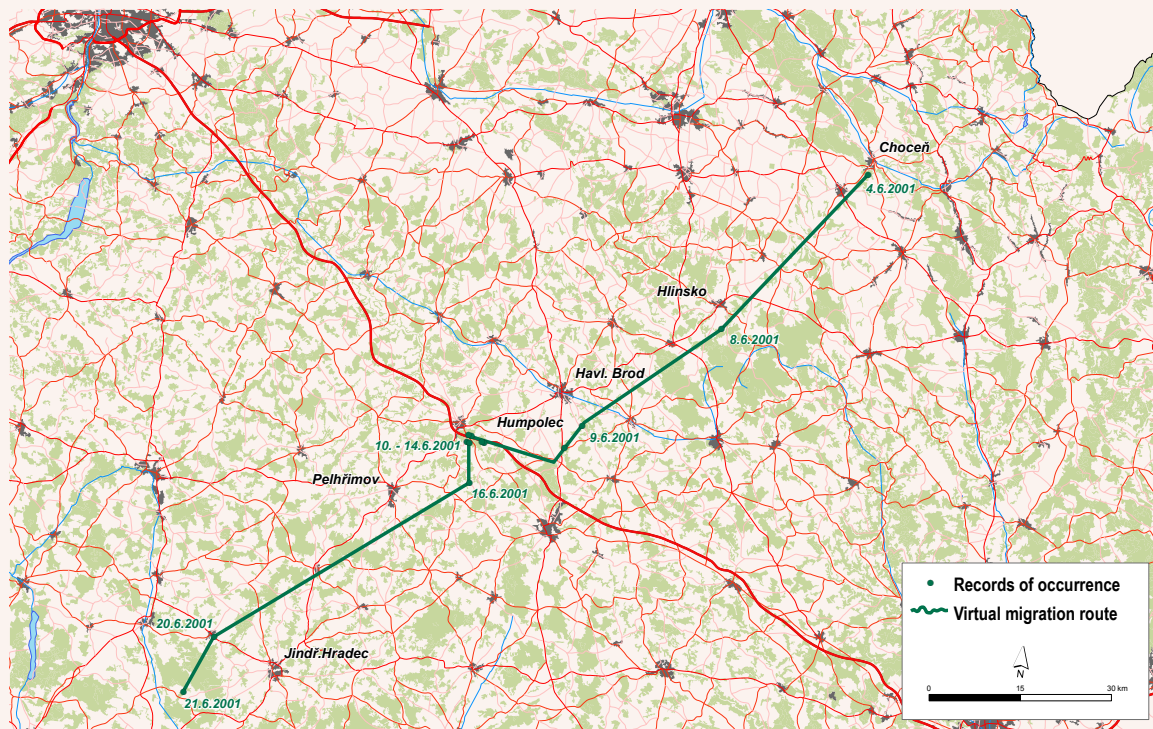 Choceň
4.6.2001
Hlinsko
8.6.2001
Havl. Brod
Humpolec
9.6.2001
10. - 14.6.2001
Pelhřimov
16.6.2001
20.6.2001
Jindř.Hradec
21.6.2001
Records of occurrence
Virtual migration route
N
0 15 30 km